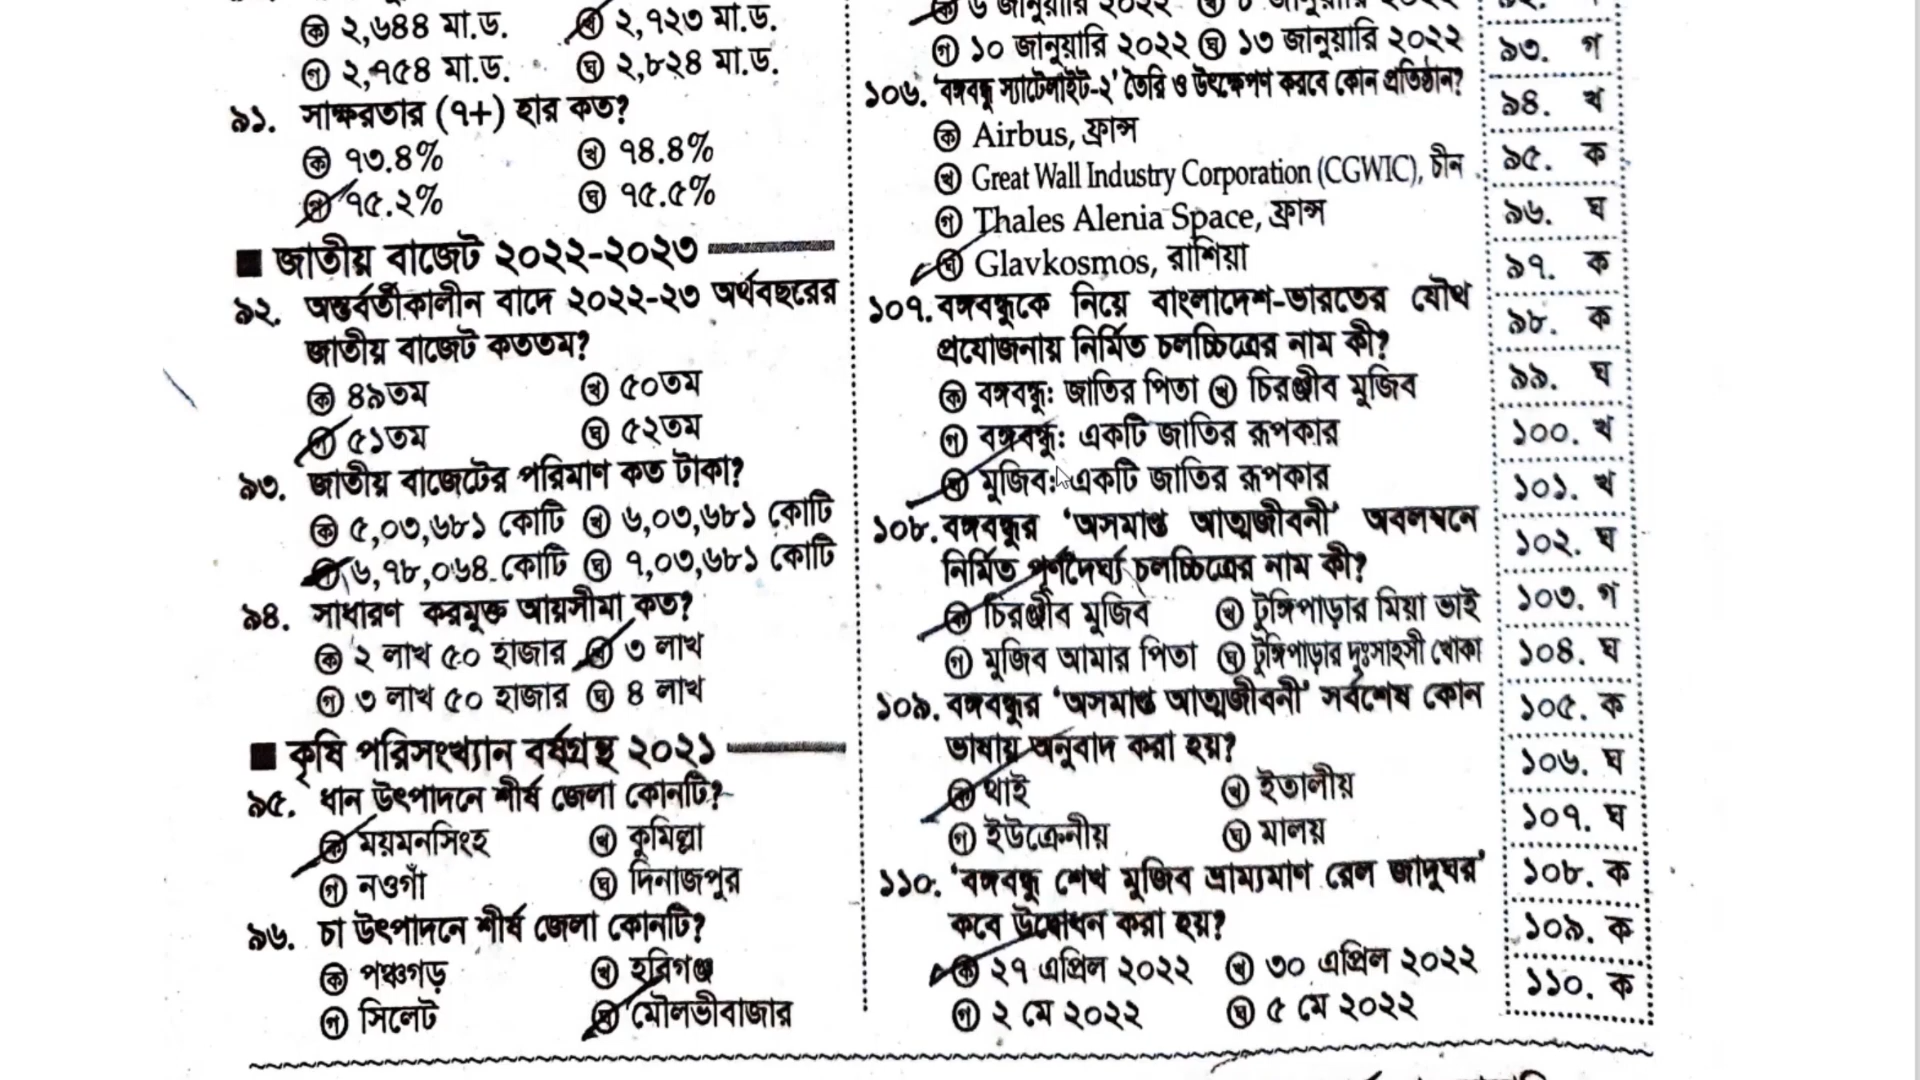 ক ২,৬৪৪ মা.ড. খ ২,৭২৩ মা.ড.
গ ২,৭৫৪ মা.ড. ঘ ২,৮২৪ মা.ড.
৯১. সাক্ষরতার (৭+) হার কত?
ক ৭৩.৪% খ ৭৪.৪%
গ ৭৫.২% ঘ ৭৫.৫%
■ জাতীয় বাজেট ২০২২-২০২৩
৯২. অন্তর্বর্তীকালীন বাদে ২০২২-২৩ অর্থবছরের
জাতীয় বাজেট কততম?
ক ৪৯তম খ ৫০তম
গ ৫১তম ঘ ৫২তম
৯৩. জাতীয় বাজেটের পরিমাণ কত টাকা?
ক ৫,০৩,৬৮১ কোটি খ ৬,০৩,৬৮১ কোটি
গ ৬,৭৮,০৬৪ কোটি ঘ ৭,০৩,৬৮১ কোটি
৯৪. সাধারণ করমুক্ত আয়সীমা কত?
ক ২ লাখ ৫০ হাজার খ ৩ লাখ
গ ৩ লাখ ৫০ হাজার ঘ ৪ লাখ
■ কৃষি পরিসংখ্যান বর্ষগ্রন্থ ২০২১
৯৫. ধান উৎপাদনে শীর্ষ জেলা কোনটি?
ক ময়মনসিংহ খ কুমিল্লা
গ নওগাঁ ঘ দিনাজপুর
৯৬. চা উৎপাদনে শীর্ষ জেলা কোনটি?
ক পঞ্চগড় খ হবিগঞ্জ
গ সিলেট ঘ মৌলভীবাজার
ক ৬ জানুয়ারি ২০২২ খ ৮ জানুয়ারি ২০২২
গ ১০ জানুয়ারি ২০২২ ঘ ১৩ জানুয়ারি ২০২২
১০৬. 'বঙ্গবন্ধু স্যাটেলাইট-২' তৈরি ও উৎক্ষেপণ করবে কোন প্রতিষ্ঠান?
ক Airbus, ফ্রান্স
খ Great Wall Industry Corporation (CGWIC), চীন
গ Thales Alenia Space, ফ্রান্স
ঘ Glavkosmos, রাশিয়া
১০৭. বঙ্গবন্ধুকে নিয়ে বাংলাদেশ-ভারতের যৌথ
প্রযোজনায় নির্মিত চলচ্চিত্রের নাম কী?
ক বঙ্গবন্ধু: জাতির পিতা খ চিরঞ্জীব মুজিব
গ বঙ্গবন্ধু: একটি জাতির রূপকার
ঘ মুজিব: একটি জাতির রূপকার
১০৮. বঙ্গবন্ধুর 'অসমাপ্ত আত্মজীবনী' অবলম্বনে
নির্মিত পূর্ণদৈর্ঘ্য চলচ্চিত্রের নাম কী?
ক চিরঞ্জীব মুজিব খ টুঙ্গিপাড়ার মিয়া ভাই
গ মুজিব আমার পিতা ঘ টুঙ্গিপাড়ার দুঃসাহসী খোকা
১০৯. বঙ্গবন্ধুর 'অসমাপ্ত আত্মজীবনী' সর্বশেষ কোন
ভাষায় অনুবাদ করা হয়?
ক থাই খ ইতালীয়
গ ইউক্রেনীয় ঘ মালয়
১১০. 'বঙ্গবন্ধু শেখ মুজিব ভ্রাম্যমাণ রেল জাদুঘর'
কবে উদ্বোধন করা হয়?
ক ২৭ এপ্রিল ২০২২ খ ৩০ এপ্রিল ২০২২
গ ২ মে ২০২২ ঘ ৫ মে ২০২২
৯৩. গ
৯৪. খ
৯৫. ক
৯৬. ঘ
৯৭. ক
৯৮. ক
৯৯. ঘ
১০০. খ
১০১. খ
১০২. ঘ
১০৩. গ
১০৪. ঘ
১০৫. ক
১০৬. ঘ
১০৭. ঘ
১০৮. ক
১০৯. ক
১১০. ক